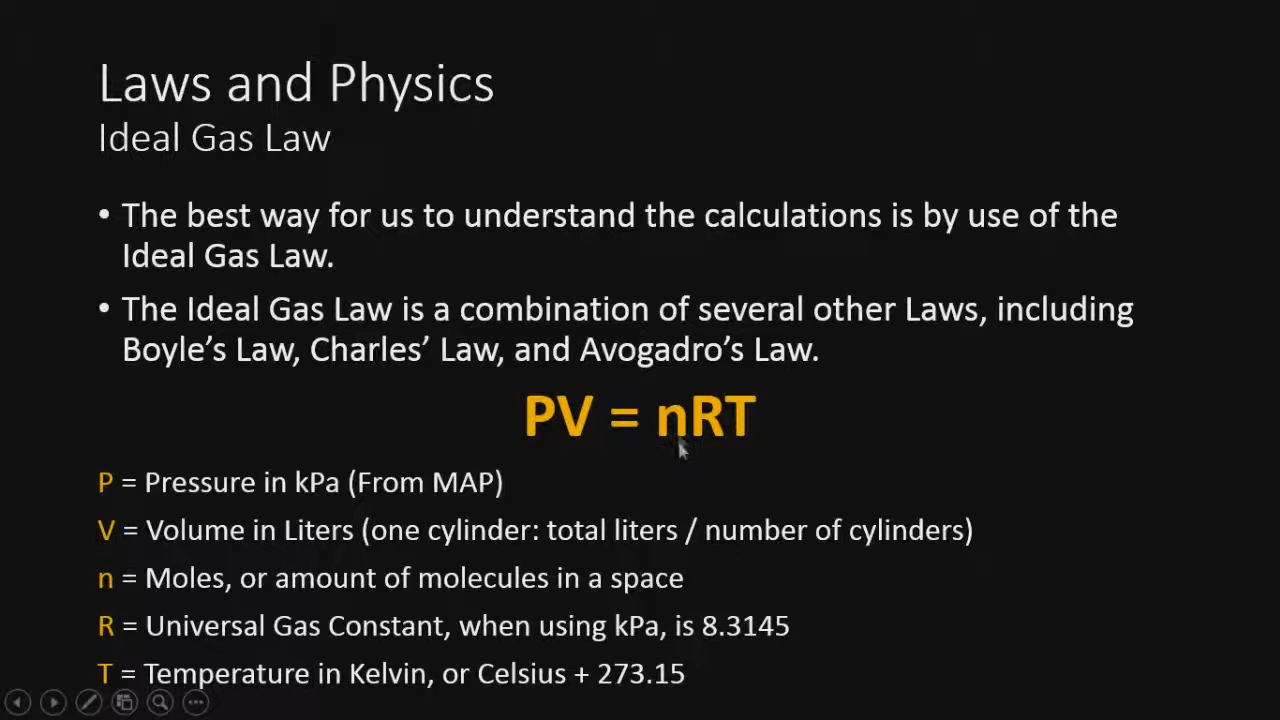 Laws and Physics
Ideal Gas Law
• The best way for us to understand the calculations is by use of the
Ideal Gas Law.
• The Ideal Gas Law is a combination of several other Laws, including
Boyle’s Law, Charles’ Law, and Avogadro’s Law.
PV = nRT
P = Pressure in kPa (From MAP)
V = Volume in Liters (one cylinder: total liters / number of cylinders)
n = Moles, or amount of molecules in a space
R = Universal Gas Constant, when using kPa, is 8.3145
T = Temperature in Kelvin, or Celsius + 273.15